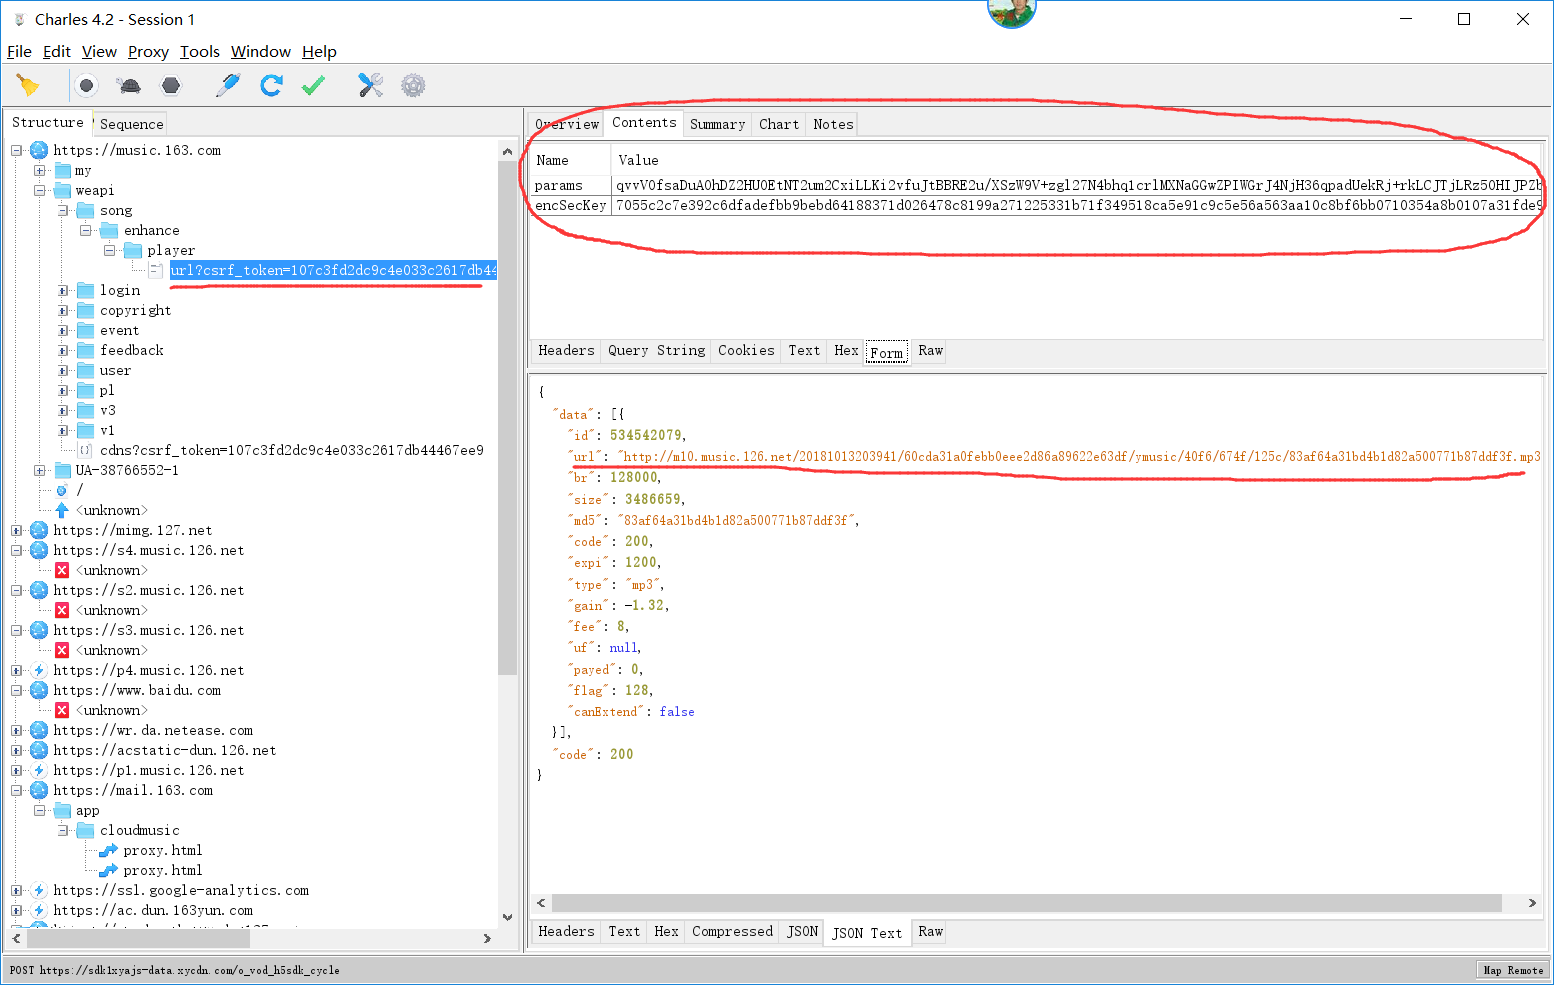 Charles 4.2 - Session 1
File Edit View Proxy Tools Window Help
Structure Sequence
https://music.163.com
my
weapi
song
enhance
player
url?csrf_token=107c3fd2dc9c4e033c2617db44
login
copyright
event
feedback
user
pl
v3
v1
cdns?csrf_token=107c3fd2dc9c4e033c2617db44467ee9
UA-38766552-1
/
<unknown>
https://mimg.127.net
https://s4.music.126.net
<unknown>
https://s2.music.126.net
<unknown>
https://s3.music.126.net
<unknown>
https://p4.music.126.net
https://www.baidu.com
<unknown>
https://wr.da.netease.com
https://acstatic-dun.126.net
https://p1.music.126.net
https://mail.163.com
app
cloudmusic
proxy.html
proxy.html
https://ssl.google-analytics.com
https://ac.dun.163yun.com
Overview Contents Summary Chart Notes
Name Value
params qvvV0fsaDuA0hDZ2HU0EtNT2um2CxiLLKi2vfuJtBBRE2u/XSzW9V+zgl27N4bhq1crlMXNaGGwZPIWGrJ4NjH36qpadUekRj+rkLCJTjLRz50HIJPZb
encSecKey 7055c2c7e392c6dfadefbb9bebd64188371d026478c8199a271225331b71f349518ca5e91c9c5e56a563aa10c8bf6bb0710354a8b0107a31fde9
Headers Query String Cookies Text Hex Form Raw
{
"data": [{
"id": 534542079,
"url": "http://m10.music.126.net/20181013203941/60cda31a0febb0eee2d86a89622e63df/ymusic/40f6/674f/125c/83af64a31bd4b1d82a500771b87ddf3f.mp3
"br": 128000,
"size": 3486659,
"md5": "83af64a31bd4b1d82a500771b87ddf3f",
"code": 200,
"expi": 1200,
"type": "mp3",
"gain": -1.32,
"fee": 8,
"uf": null,
"payed": 0,
"flag": 128,
"canExtend": false
}],
"code": 200
}
Headers Text Hex Compressed JSON JSON Text Raw
POST https://sdk1xyajs-data.xycdn.com/o_vod_h5sdk_cycle
Map Remote